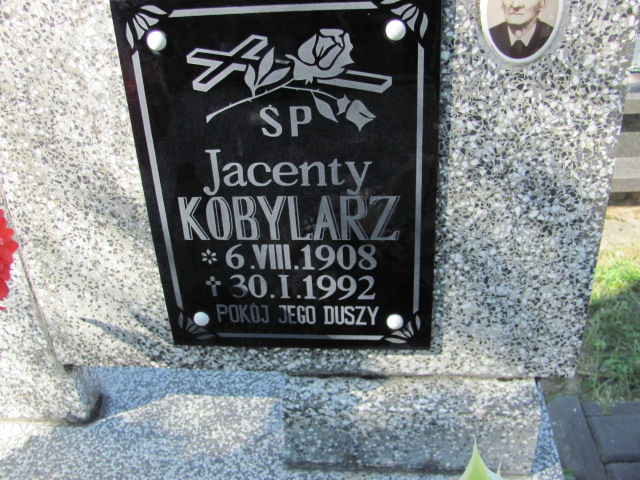 ŚP
Jacenty
KOBYLARZ
* 6.VIII.1908
† 30.I.1992
POKÓJ JEGO DUSZY